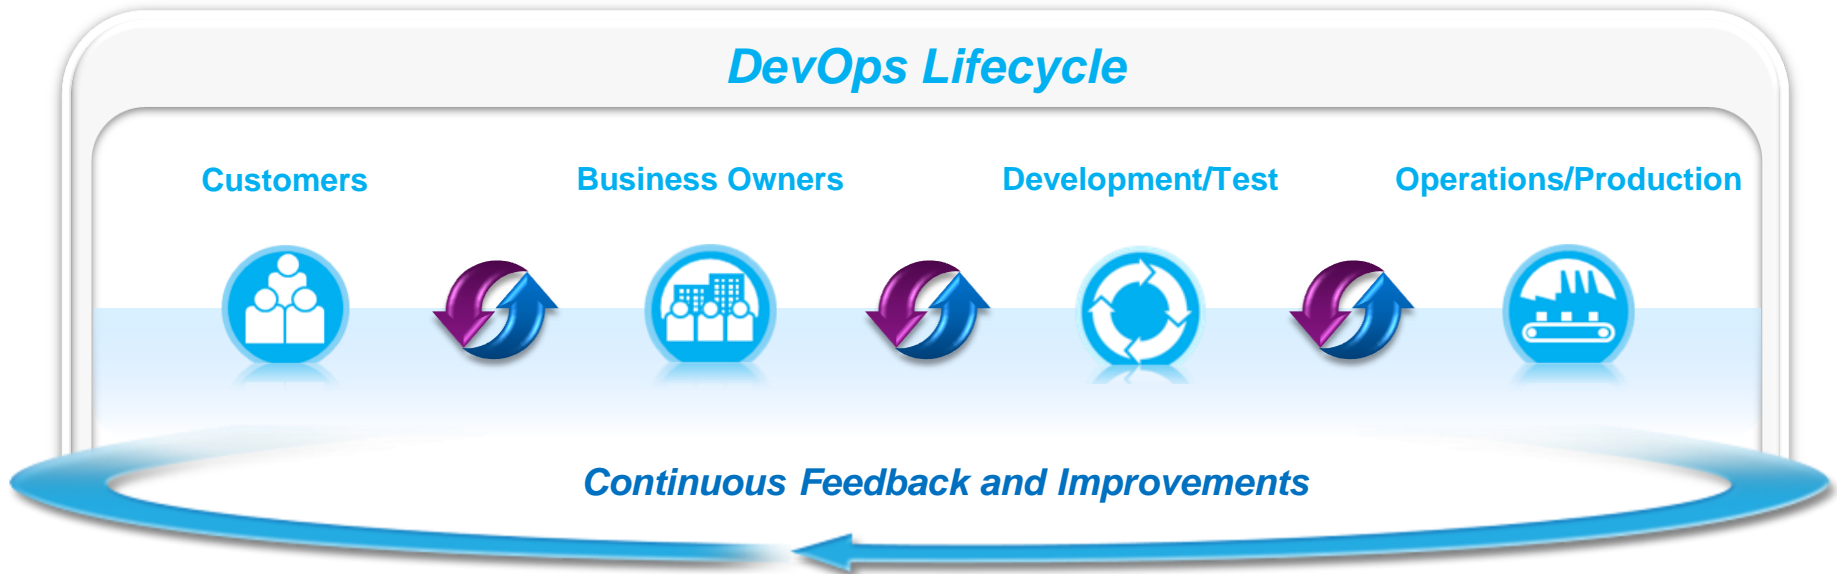 DevOps Lifecycle
Customers
Business Owners
Development/Test
Operations/Production
Continuous Feedback and Improvements